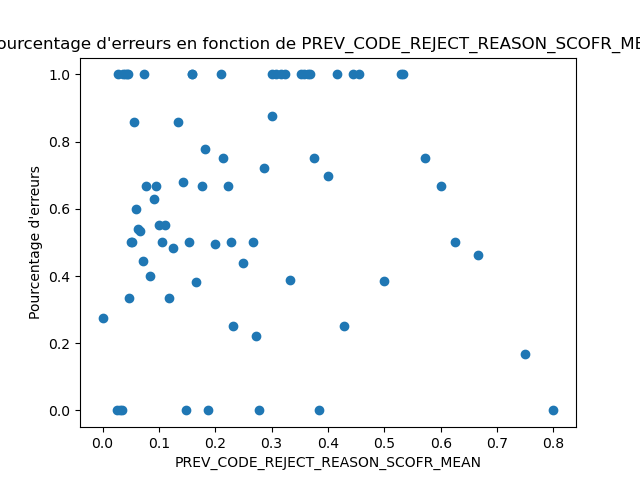 ourcentage d'erreurs en fonction de PREV_CODE_REJECT_REASON_SCOFR_ME
Pourcentage d'erreurs
1.0
0.8
0.6
0.4
0.2
0.0
0.0 0.1 0.2 0.3 0.4 0.5 0.6 0.7 0.8
PREV_CODE_REJECT_REASON_SCOFR_MEAN